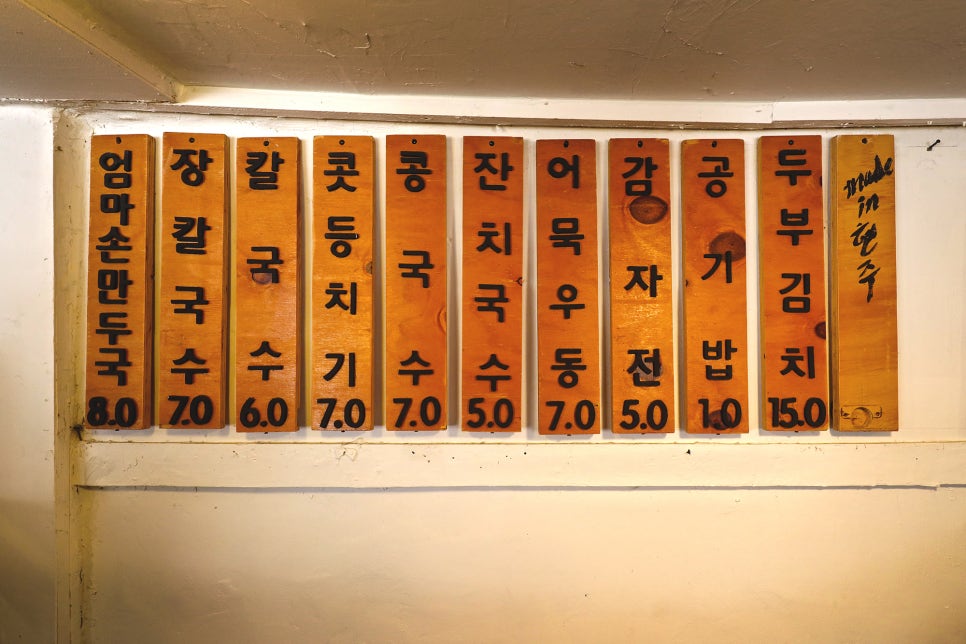 엄마손만두국 8.0
장칼국수 7.0
칼국수 6.0
콧등치기 7.0
콩국수 7.0
잔치국수 5.0
어묵우동 7.0
감자전 5.0
공기밥 1.0
두부김치 15.0
made in 현주